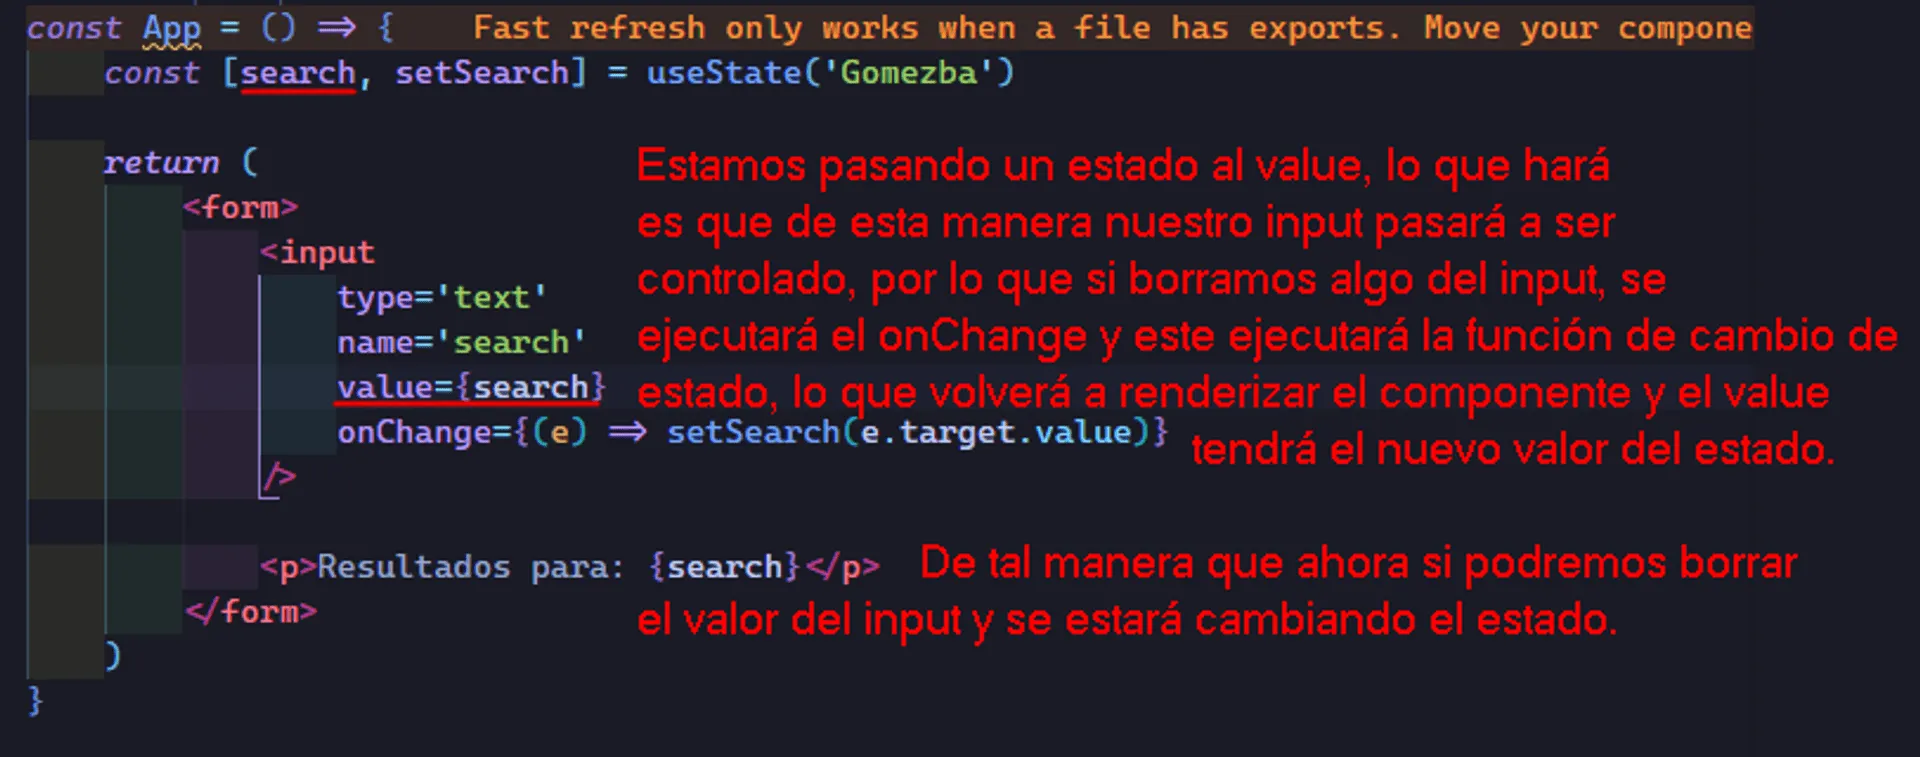 const App = () => {    Fast refresh only works when a file has exports. Move your compone
const [search, setSearch] = useState('Gomezba')
return (
<form>
<input
type='text'
name='search'
value={search}
onChange={(e) => setSearch(e.target.value)}
/>
<p>Resultados para: {search}</p>
</form>
)
}
Estamos pasando un estado al value, lo que hará
es que de esta manera nuestro input pasará a ser
controlado, por lo que si borramos algo del input, se
ejecutará el onChange y este ejecutará la función de cambio de
estado, lo que volverá a renderizar el componente y el value
tendrá el nuevo valor del estado.
De tal manera que ahora si podremos borrar
el valor del input y se estará cambiando el estado.